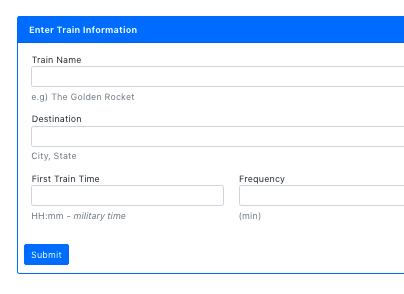 Enter Train Information
Train Name
e.g) The Golden Rocket
Destination
City, State
First Train Time Frequency
HH:mm - military time (min)
Submit